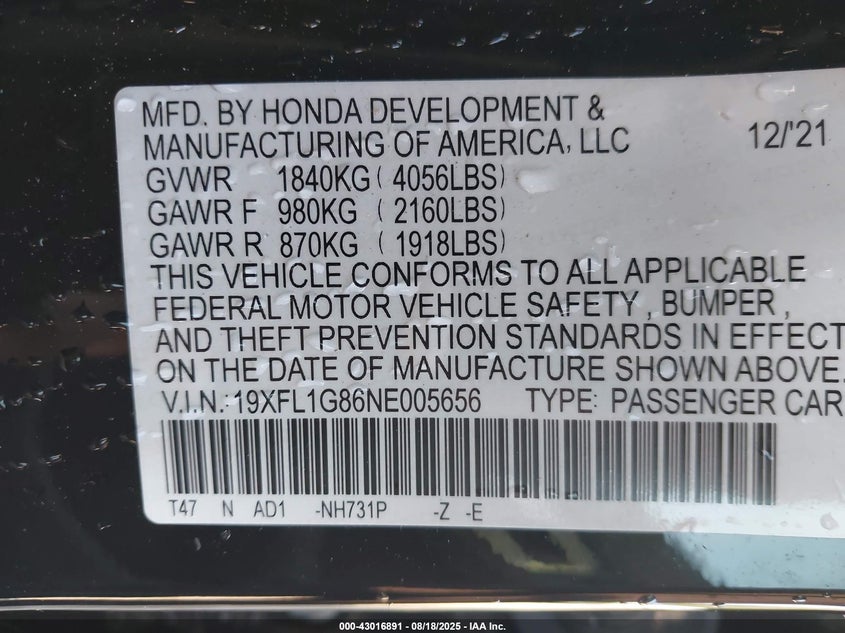 MFD. BY HONDA DEVELOPMENT &
MANUFACTURING OF AMERICA, LLC 12/'21
GVWR 1840KG ( 4056LBS)
GAWR F 980KG ( 2160LBS)
GAWR R 870KG ( 1918LBS)
THIS VEHICLE CONFORMS TO ALL APPLICABLE
FEDERAL MOTOR VEHICLE SAFETY , BUMPER ,
AND THEFT PREVENTION STANDARDS IN EFFECT
ON THE DATE OF MANUFACTURE SHOWN ABOVE.
V.I.N.: 19XFL1G86NE005656 TYPE: PASSENGER CAR
T47 N AD1 -NH731P -Z -E
000-43016891 - 08/18/2025 - IAA Inc.